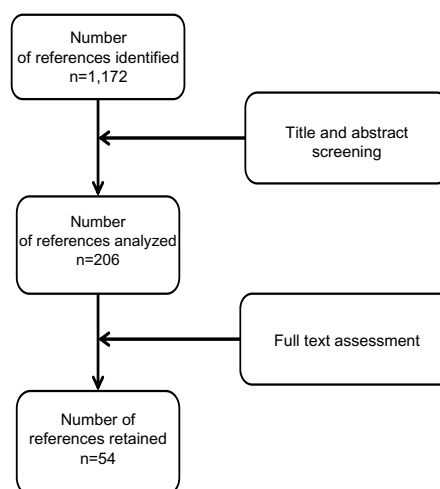 Number
of references identified
n=1,172
Title and abstract
screening
Number
of references analyzed
n=206
Full text assessment
Number of
references retained
n=54